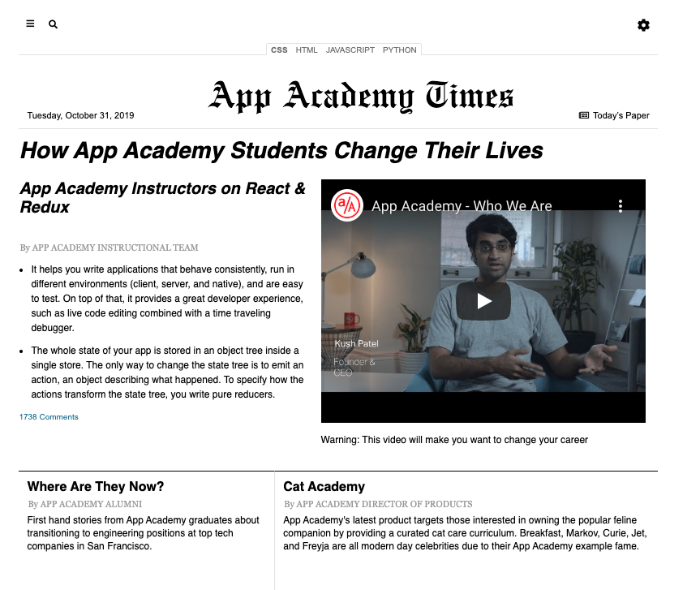 CSS HTML JAVASCRIPT PYTHON
App Academy Times
Tuesday, October 31, 2019
Today's Paper
How App Academy Students Change Their Lives
App Academy Instructors on React &
Redux
By APP ACADEMY INSTRUCTIONAL TEAM
• It helps you write applications that behave consistently, run in
different environments (client, server, and native), and are easy
to test. On top of that, it provides a great developer experience,
such as live code editing combined with a time traveling
debugger.
• The whole state of your app is stored in an object tree inside a
single store. The only way to change the state tree is to emit an
action, an object describing what happened. To specify how the
actions transform the state tree, you write pure reducers.
1738 Comments
a/A
App Academy - Who We Are
Kush Patel
Founder &
CEO
Warning: This video will make you want to change your career
Where Are They Now?
By APP ACADEMY ALUMNI
First hand stories from App Academy graduates about
transitioning to engineering positions at top tech
companies in San Francisco.
Cat Academy
By APP ACADEMY DIRECTOR OF PRODUCTS
App Academy's latest product targets those interested in owning the popular feline
companion by providing a curated cat care curriculum. Breakfast, Markov, Curie, Jet,
and Freyja are all modern day celebrities due to their App Academy example fame.